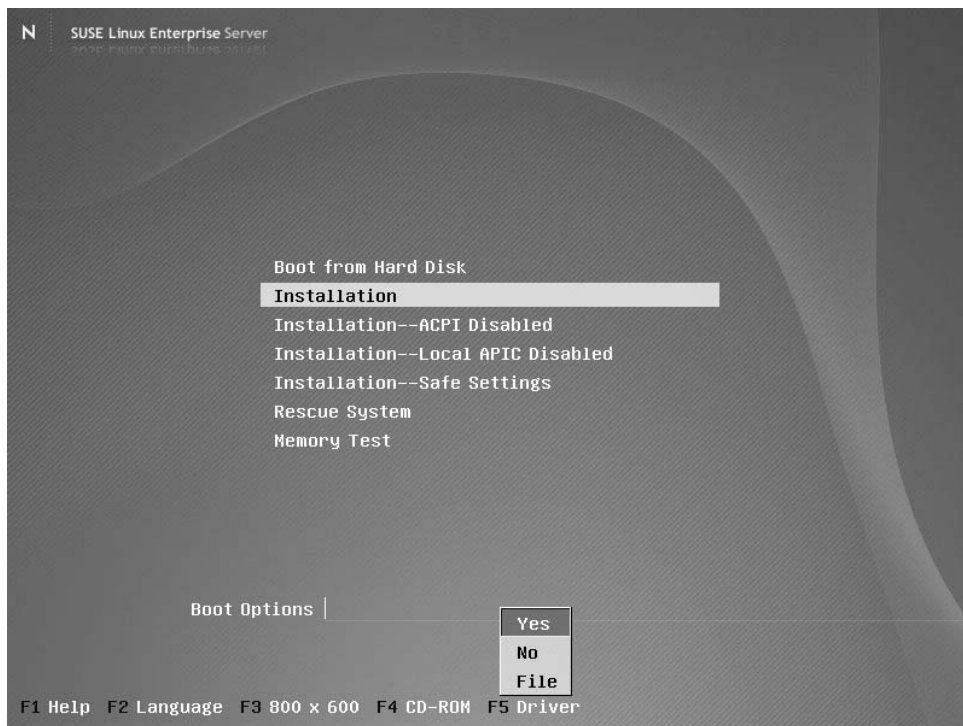 N SUSE Linux Enterprise Server
Boot from Hard Disk
Installation
Installation--ACPI Disabled
Installation--Local APIC Disabled
Installation--Safe Settings
Rescue System
Memory Test
Boot Options
Yes
No
File
F1 Help F2 Language F3 800 x 600 F4 CD-ROM F5 Driver